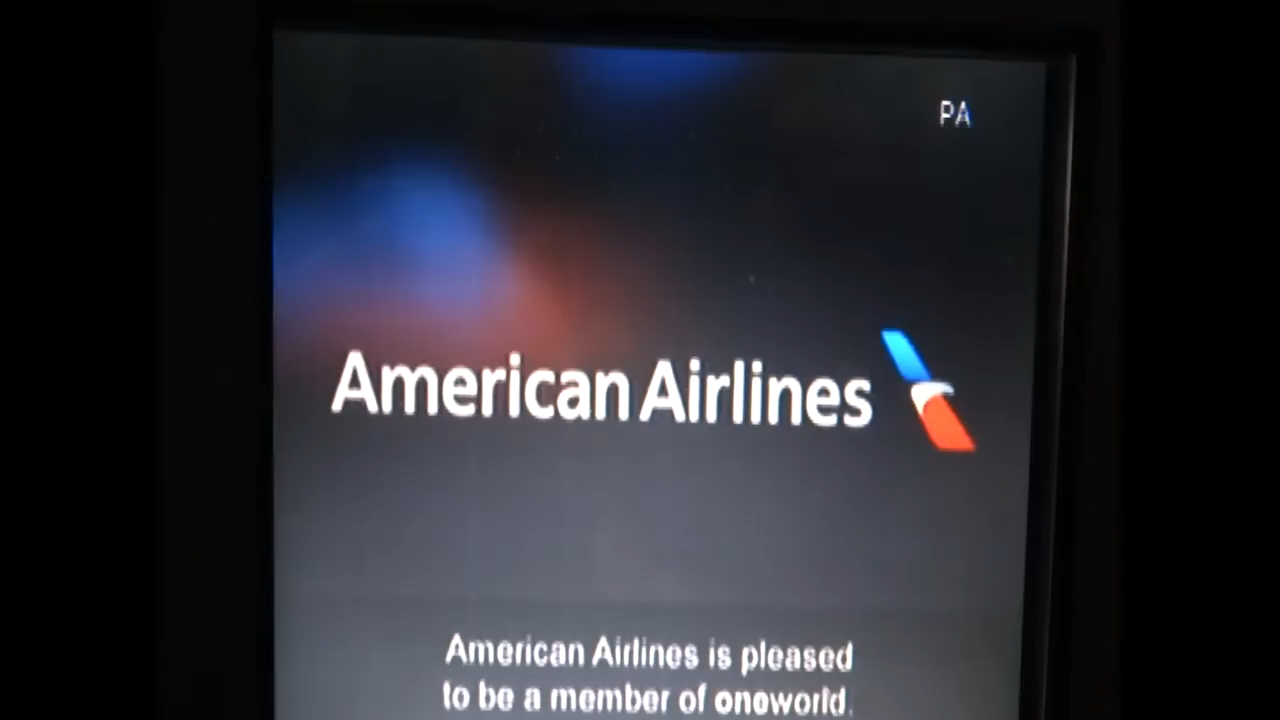 PA
American Airlines
American Airlines is pleased
to be a member of oneworld.